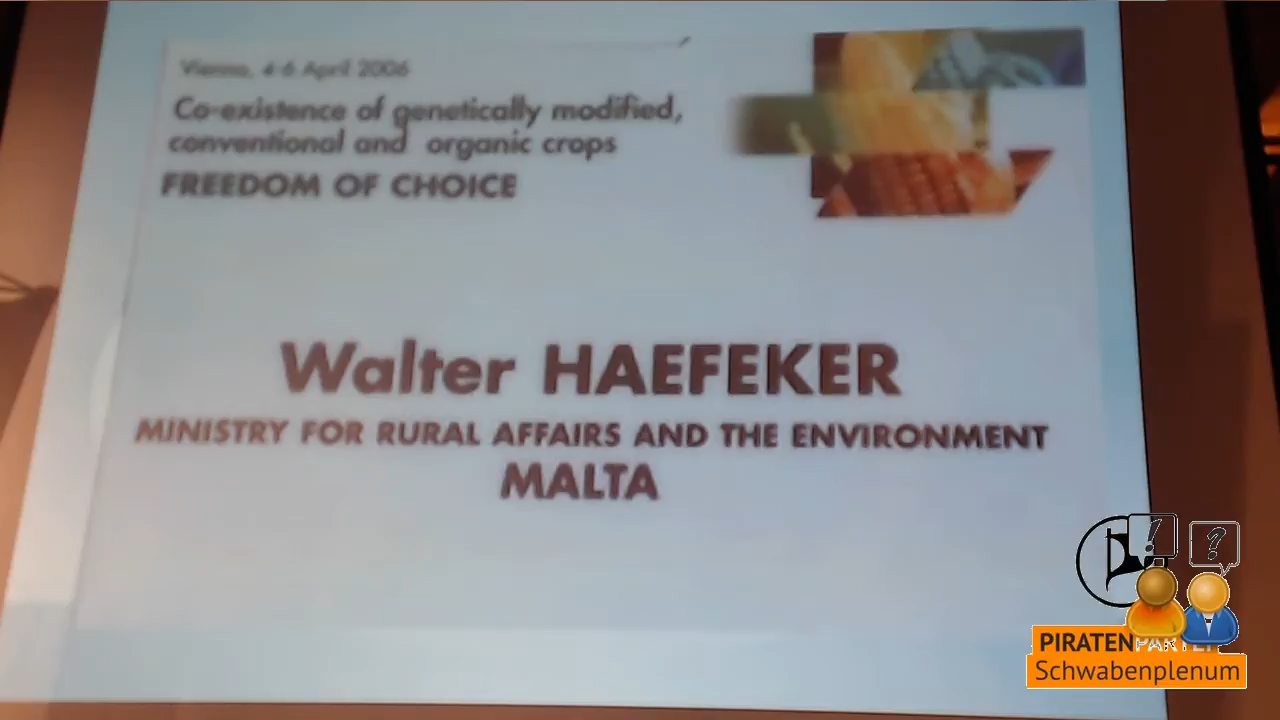 Vienna, 4-6 April 2006
Co-existence of genetically modified,
conventional and organic crops
FREEDOM OF CHOICE
Walter HAEFEKER
MINISTRY FOR RURAL AFFAIRS AND THE ENVIRONMENT
MALTA
! ?
PIRATENPARTEI
Schwabenplenum